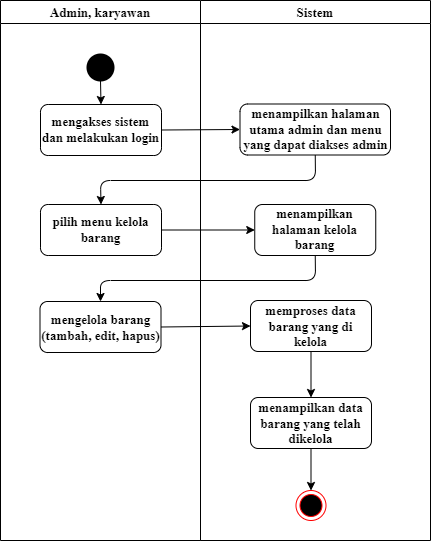 Admin, karyawan
Sistem
mengakses sistem
dan melakukan login
menampilkan halaman
utama admin dan menu
yang dapat diakses admin
pilih menu kelola
barang
menampilkan
halaman kelola
barang
mengelola barang
(tambah, edit, hapus)
memproses data
barang yang di
kelola
menampilkan data
barang yang telah
dikelola